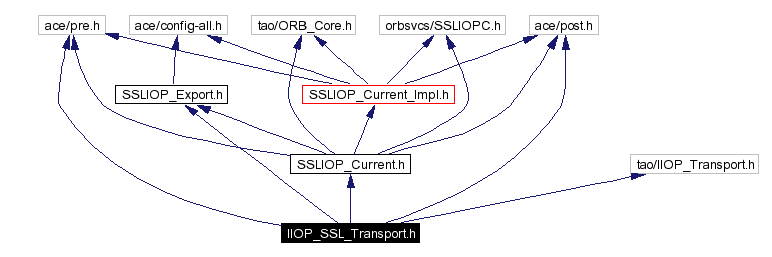 ace/pre.h
ace/config-all.h
tao/ORB_Core.h
orbsvcs/SSLIOPC.h
ace/post.h
SSLIOP_Export.h
SSLIOP_Current_Impl.h
SSLIOP_Current.h
tao/IIOP_Transport.h
IIOP_SSL_Transport.h